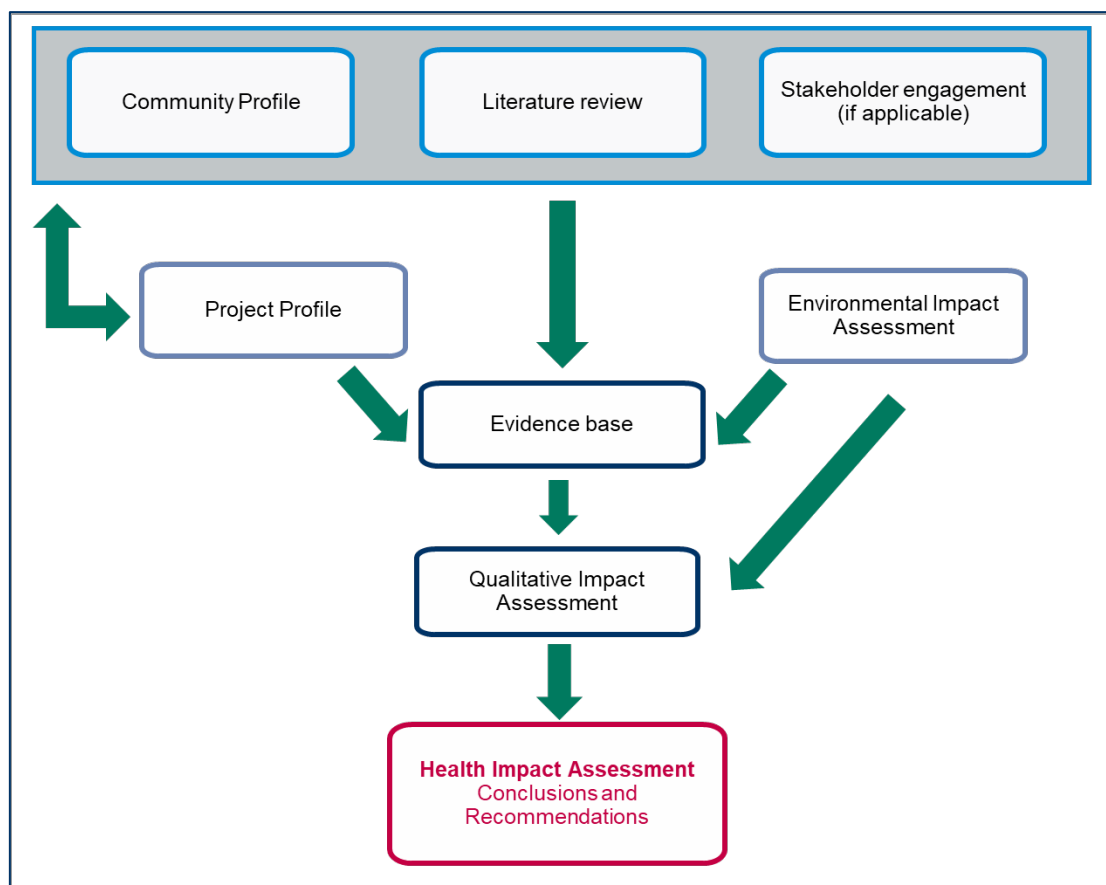 Community Profile
Literature review
Stakeholder engagement
(if applicable)
Project Profile
Environmental Impact
Assessment
Evidence base
Qualitative Impact
Assessment
Health Impact Assessment
Conclusions and
Recommendations